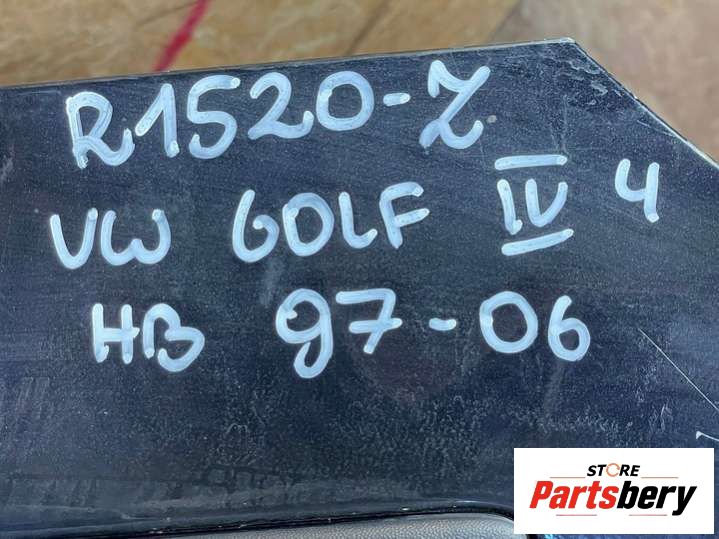 R1520-Z
VW GOLF IV 4
HB 97-06
STORE
Partsbery